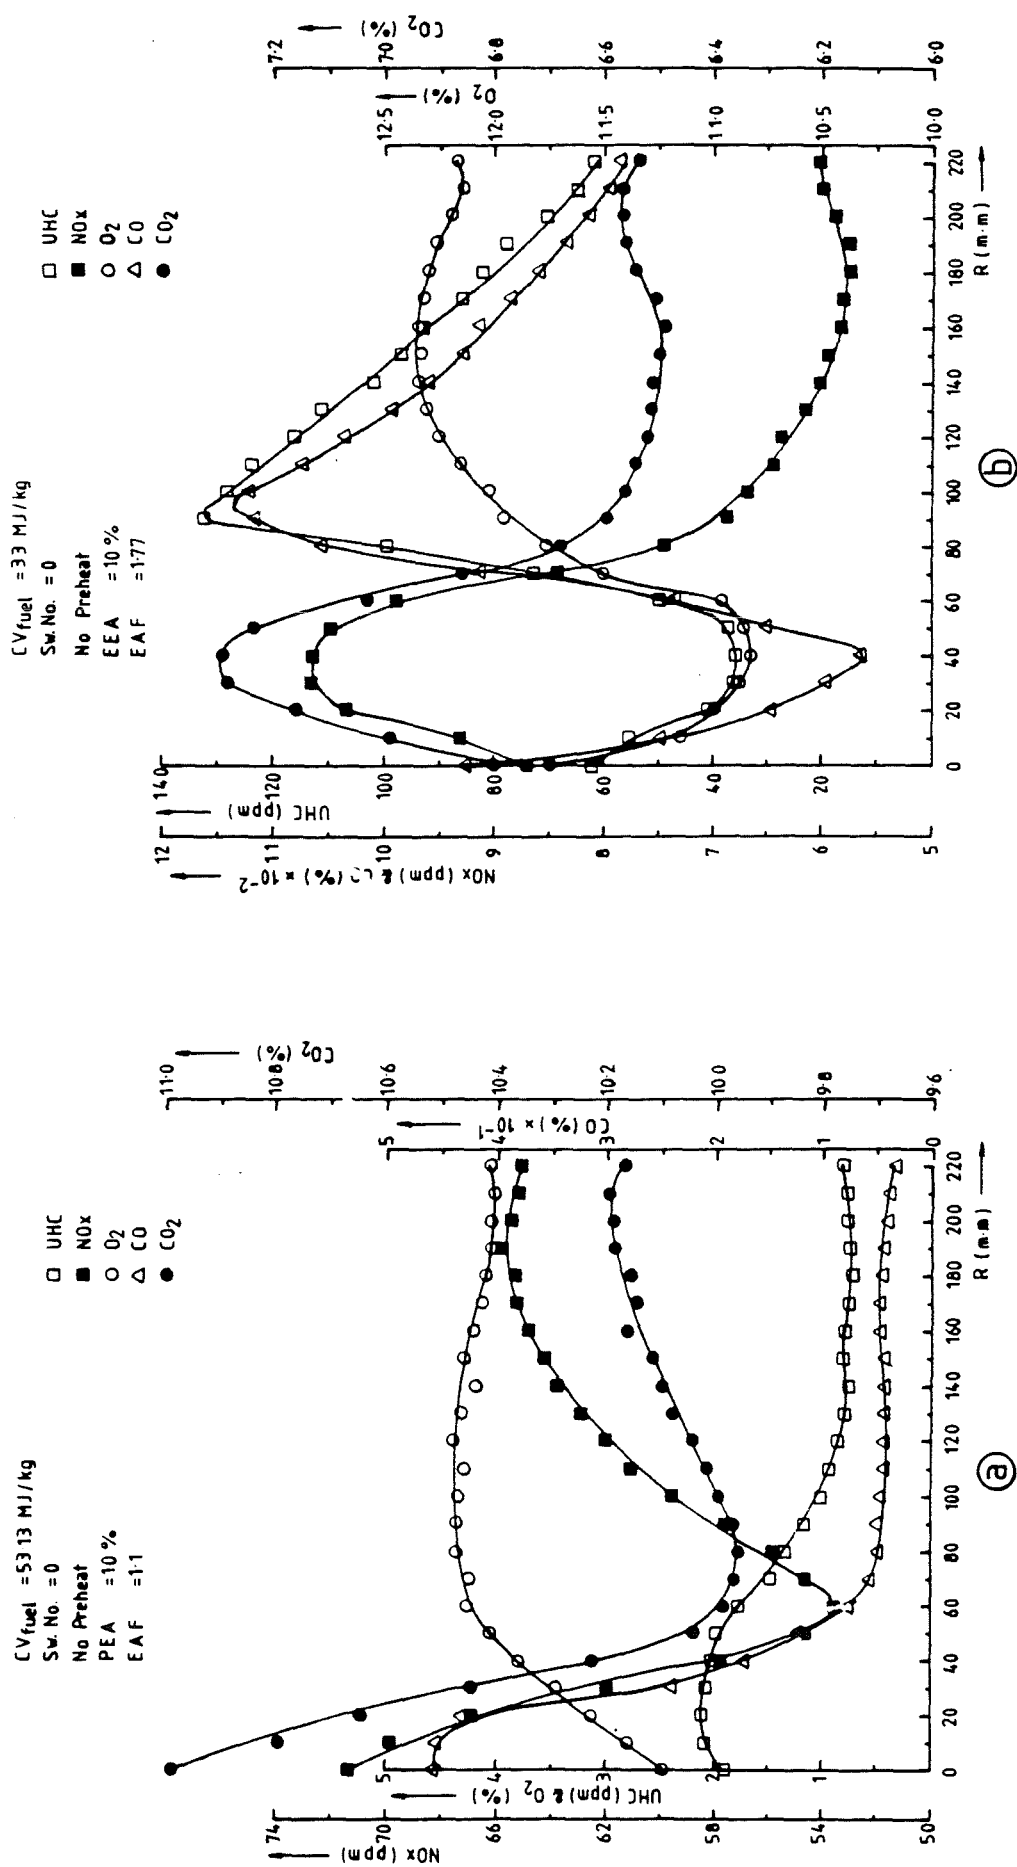 CVfuel = 53.13 MJ/kg
Sw. No. = 0
No Preheat
PEA = 10 %
EAF = 1·1
□ UHC
■ NOx
○ O2
△ CO
● CO2
NOx (ppm)
74
66
62
58
54
50
UHC (ppm) & O2 (%)
5
4
3
2
1
0
CO (%) × 10-1
5
4
3
2
1
0
CO2 (%)
11·0
10·8
10·6
10·4
10·2
10·0
9·8
9·6
0 20 40 60 80 100 120 140 160 180 200 220
R (m·m)
a
CVfuel = 33 MJ/kg
Sw. No. = 0
No Preheat
EEA = 10 %
EAF = 1·77
□ UHC
■ NOx
○ O2
△ CO
● CO2
NOx (ppm) & CO (%) × 10-2
12
11
10
9
8
7
6
5
UHC (ppm)
140
120
100
80
60
40
20
O2 (%)
12·5
12·0
11·5
11·0
10·5
10·0
CO2 (%)
7·2
7·0
6·8
6·6
6·4
6·2
6·0
0 20 40 60 80 100 120 140 160 180 200 220
R (m·m)
b